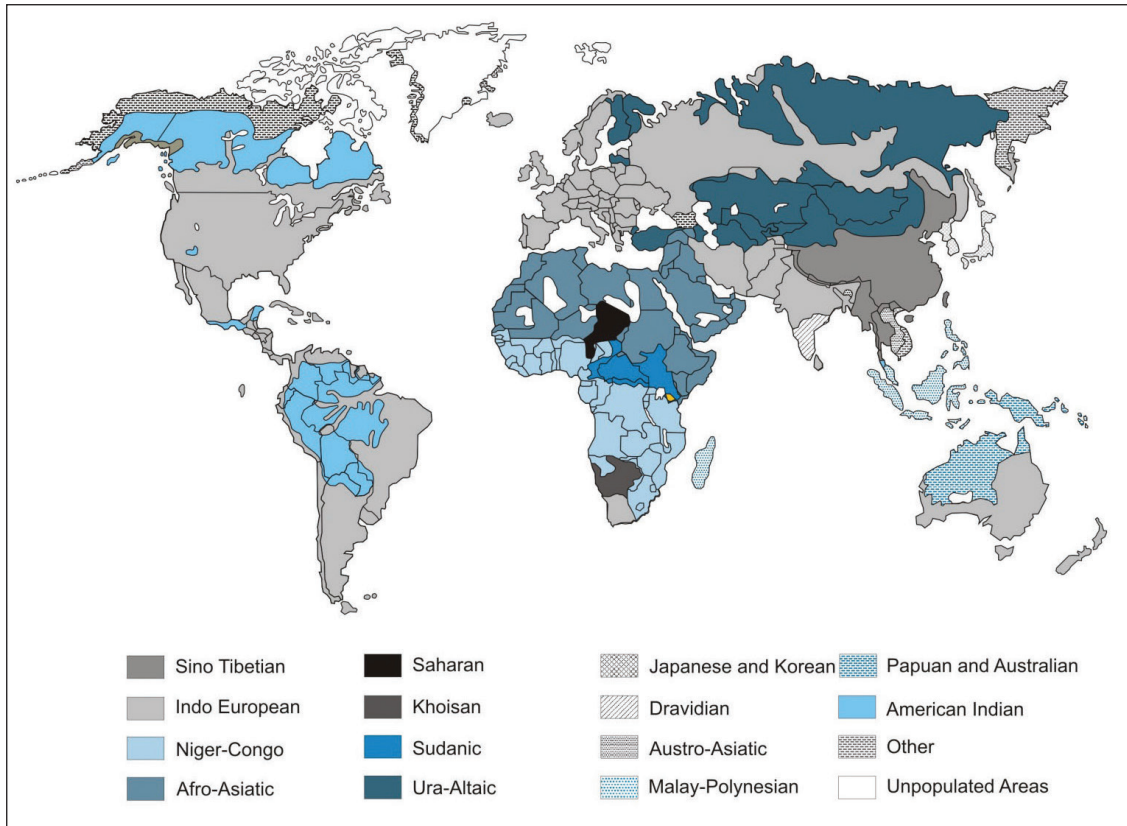 Sino Tibetian
Indo European
Niger-Congo
Afro-Asiatic
Saharan
Khoisan
Sudanic
Ura-Altaic
Japanese and Korean
Dravidian
Austro-Asiatic
Malay-Polynesian
Papuan and Australian
American Indian
Other
Unpopulated Areas